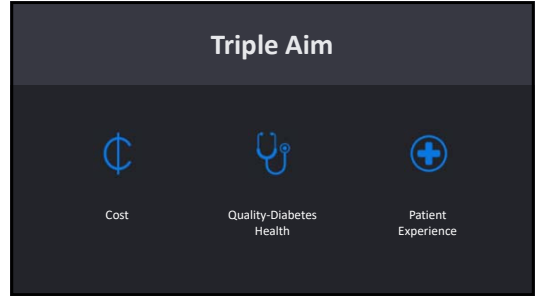 Triple Aim
Cost
Quality-Diabetes
Health
Patient
Experience